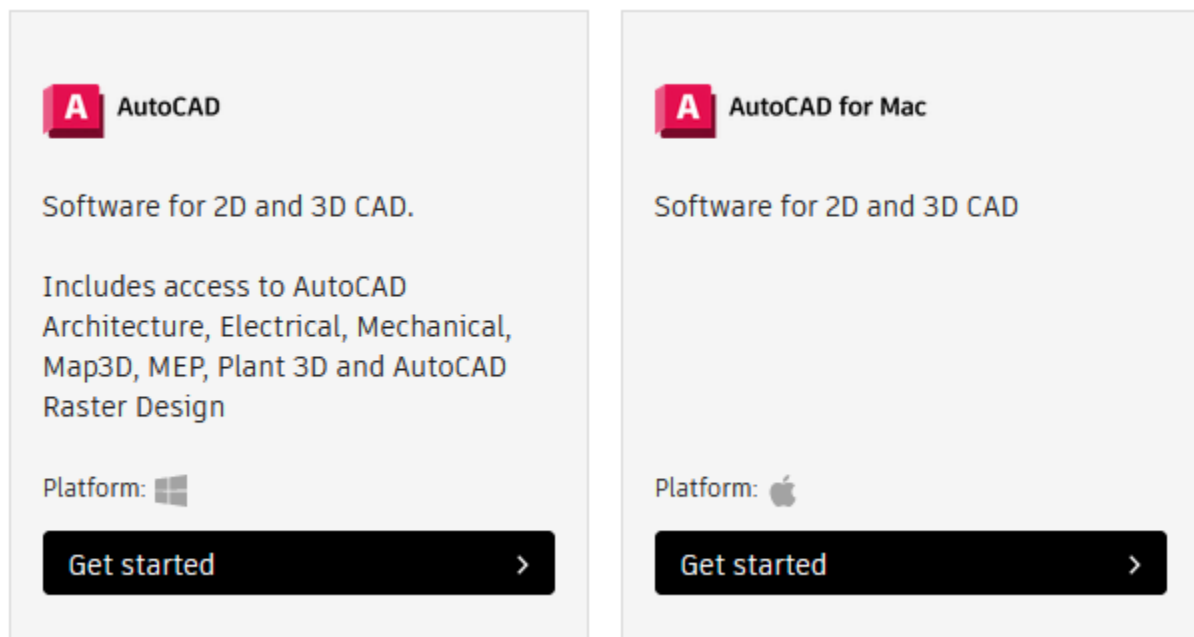 A AutoCAD
Software for 2D and 3D CAD.
Includes access to AutoCAD
Architecture, Electrical, Mechanical,
Map3D, MEP, Plant 3D and AutoCAD
Raster Design
Platform:
Get started
A AutoCAD for Mac
Software for 2D and 3D CAD
Platform:
Get started